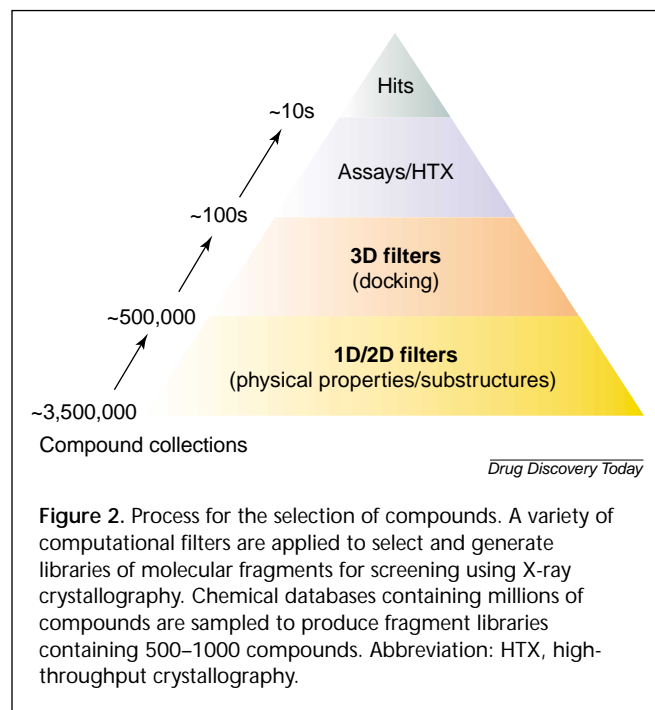 Hits
~10s
Assays/HTX
~100s
3D filters
(docking)
~500,000
1D/2D filters
(physical properties/substructures)
~3,500,000
Compound collections
Drug Discovery Today
Figure 2. Process for the selection of compounds. A variety of
computational filters are applied to select and generate
libraries of molecular fragments for screening using X-ray
crystallography. Chemical databases containing millions of
compounds are sampled to produce fragment libraries
containing 500–1000 compounds. Abbreviation: HTX, high-
throughput crystallography.